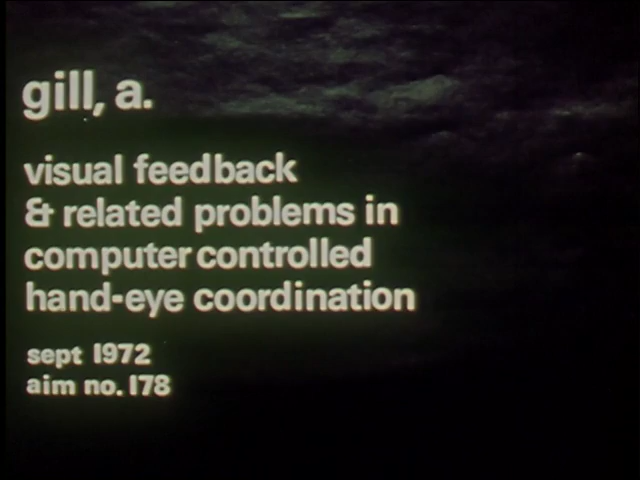 gill, a.
visual feedback
& related problems in
computer controlled
hand-eye coordination
sept 1972
aim no. 178